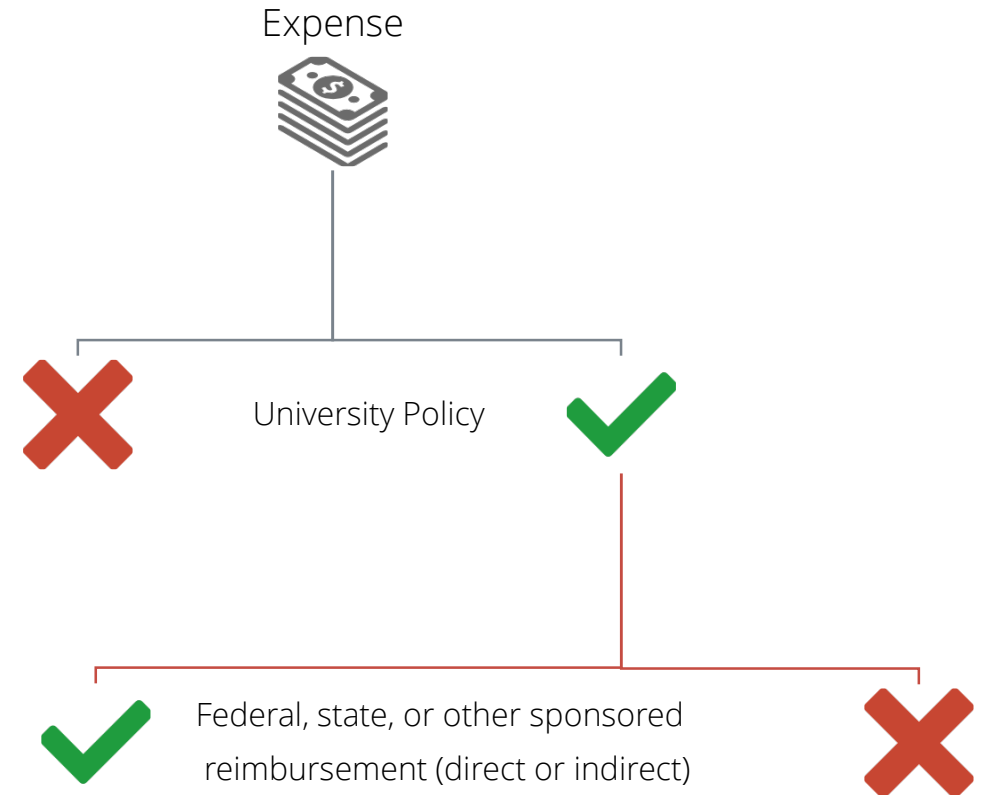 Expense
$
University Policy
Federal, state, or other sponsored
reimbursement (direct or indirect)